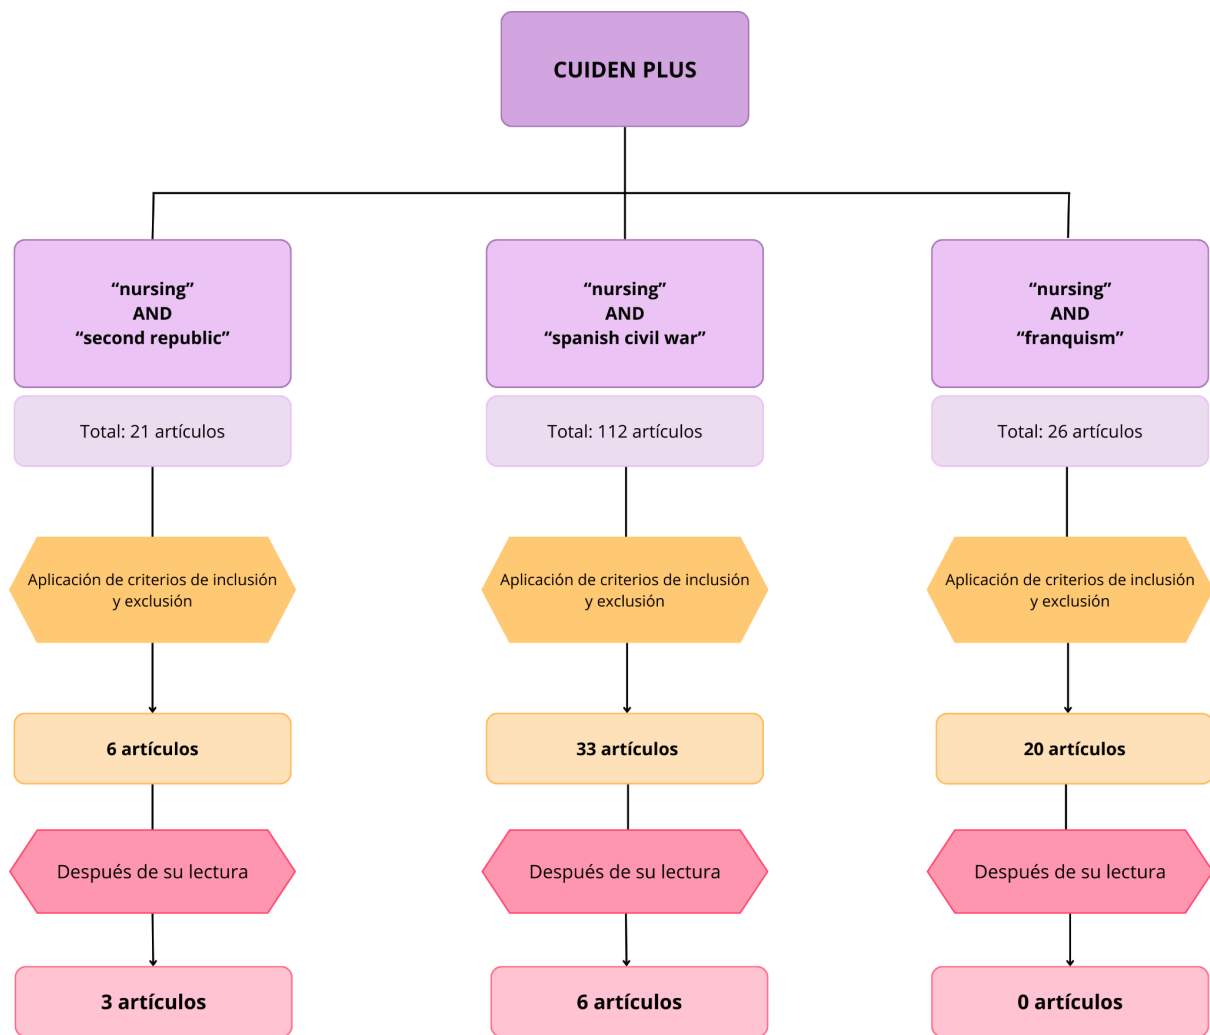 CUIDEN PLUS
“nursing”
AND
“second republic”
Total: 21 artículos
Aplicación de criterios de inclusión
y exclusión
6 artículos
Después de su lectura
3 artículos
“nursing”
AND
“spanish civil war”
Total: 112 artículos
Aplicación de criterios de inclusión
y exclusión
33 artículos
Después de su lectura
6 artículos
“nursing”
AND
“franquism”
Total: 26 artículos
Aplicación de criterios de inclusión
y exclusión
20 artículos
Después de su lectura
0 artículos